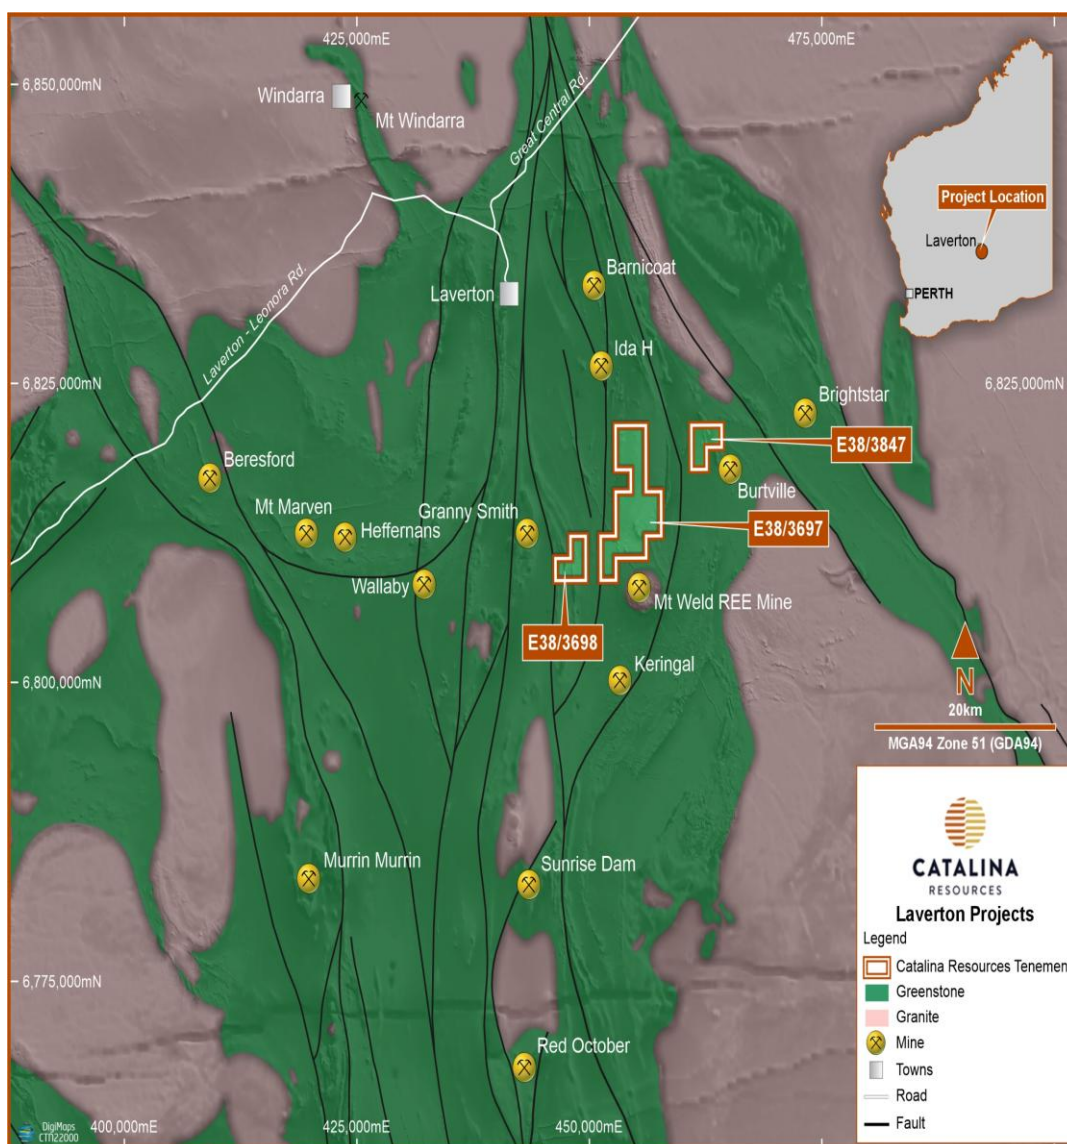 425,000mE
475,000mE
6,850,000mN
Windarra
Mt Windarra
Great Central Rd.
Project Location
Laverton
PERTH
Barnicoat
Laverton
Laverton - Leonora Rd.
Ida H
6,825,000mN
6,825,000mN
Brightstar
E38/3847
Beresford
Burtville
Mt Marven
Heffernans
Granny Smith
E38/3697
Wallaby
Mt Weld REE Mine
E38/3698
Keringal
6,800,000mN
N
20km
MGA94 Zone 51 (GDA94)
CATALINA
RESOURCES
Laverton Projects
Legend
Catalina Resources Tenement
Greenstone
Granite
Mine
Towns
Road
Fault
Murrin Murrin
Sunrise Dam
6,775,000mN
Red October
DigiMaps
CTN22000
400,000mE
425,000mE
450,000mE